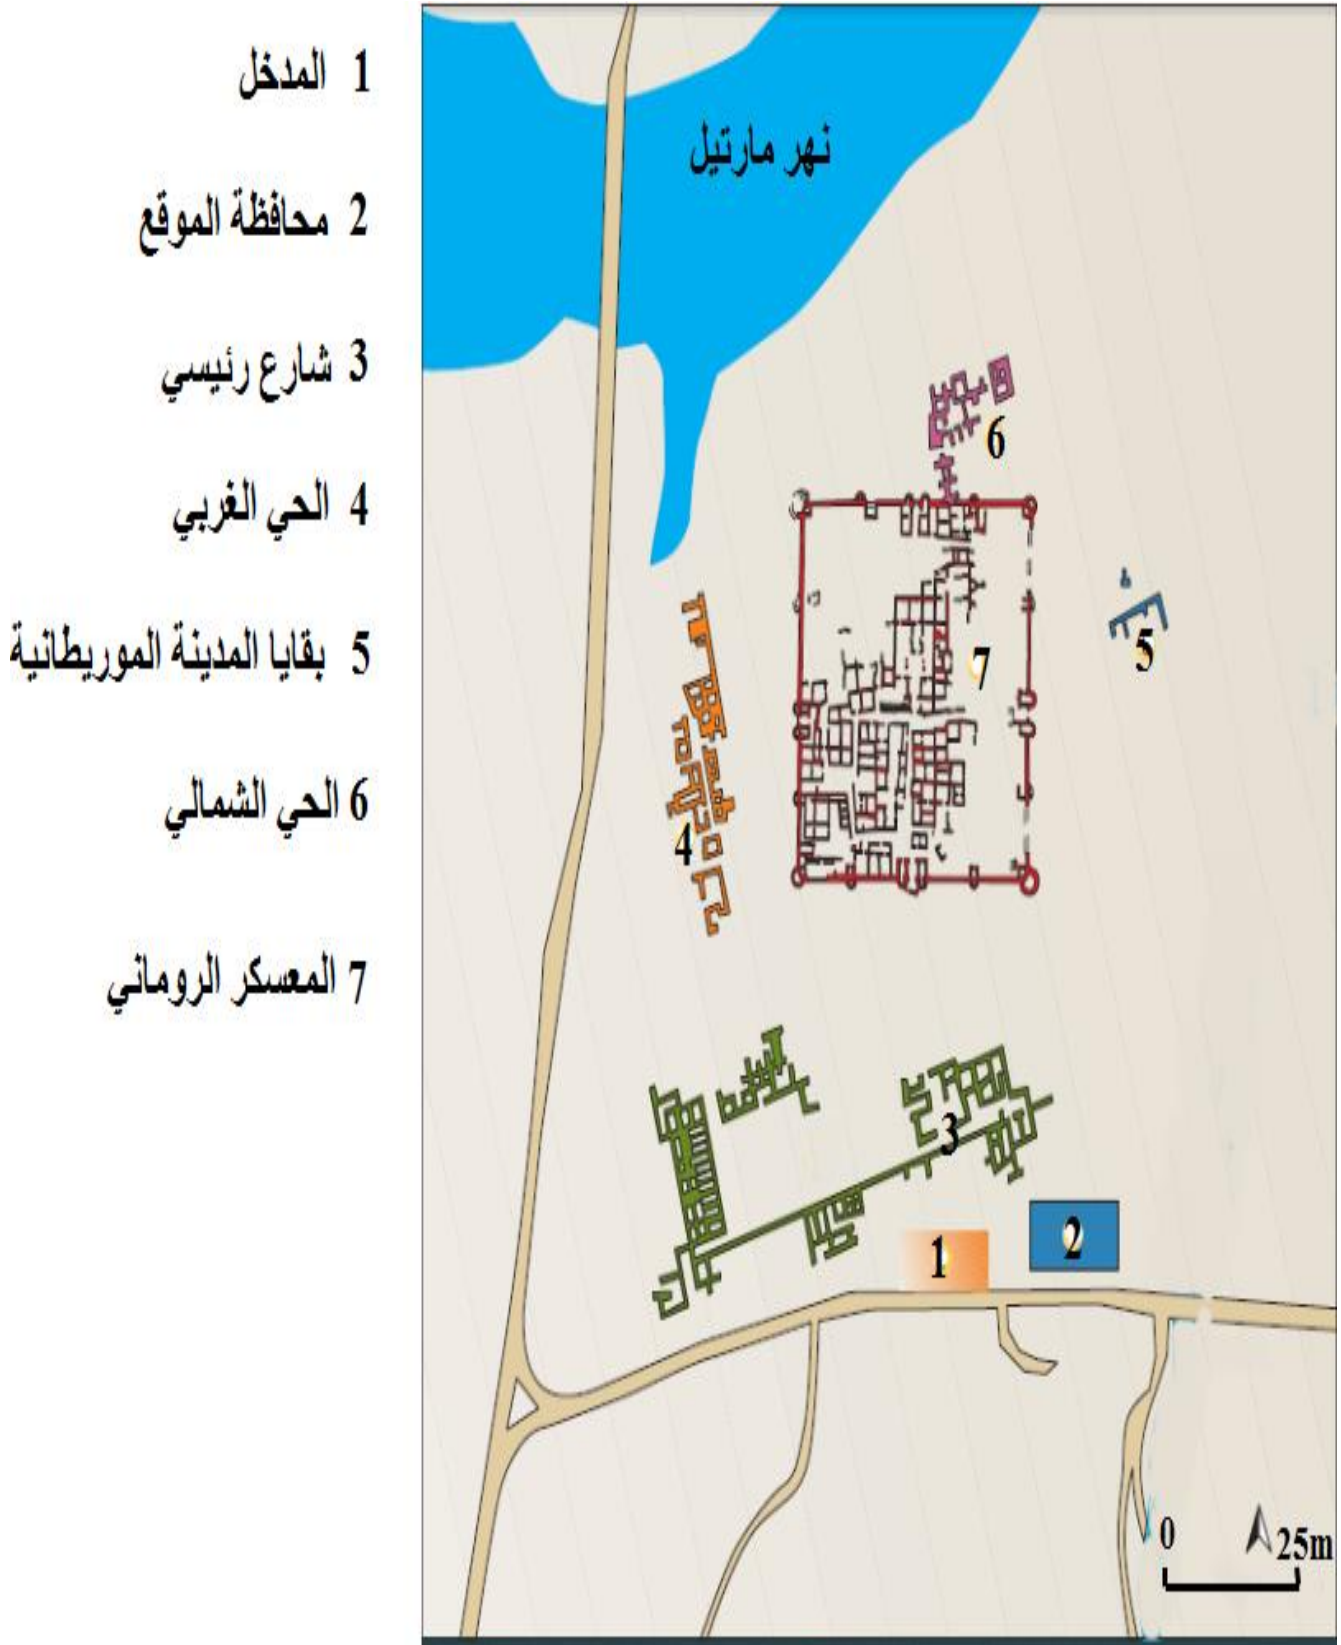 1 المدخل
2 محافظة الموقع
3 شارع رئيسي
4 الحي الغربي
5 بقايا المدينة الموريطانية
6 الحي الشمالي
7 المعسكر الروماني
نهر مارتيل
6
5
7
4
3
2
1
0 25m